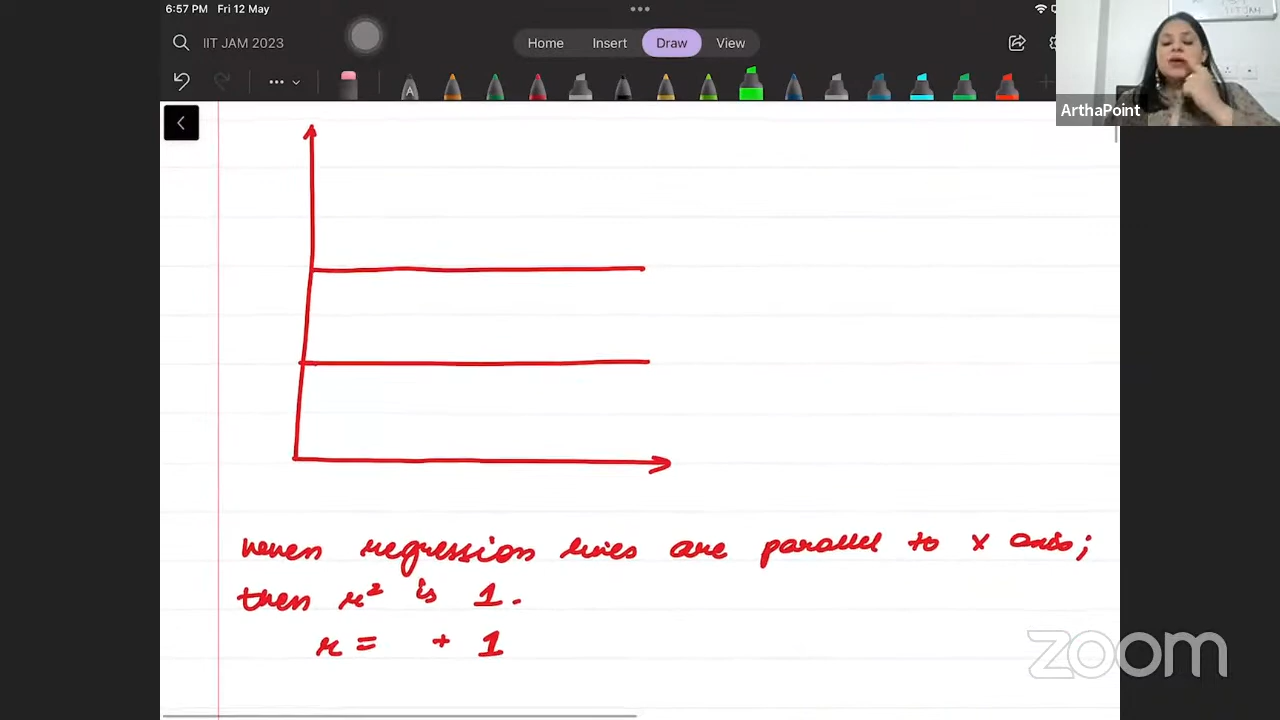 6:57 PM Fri 12 May
IIT JAM 2023
Home Insert Draw View
A
ArthaPoint
when regression lines are parallel to x axis;
then r² is 1.
r = + 1
zoom